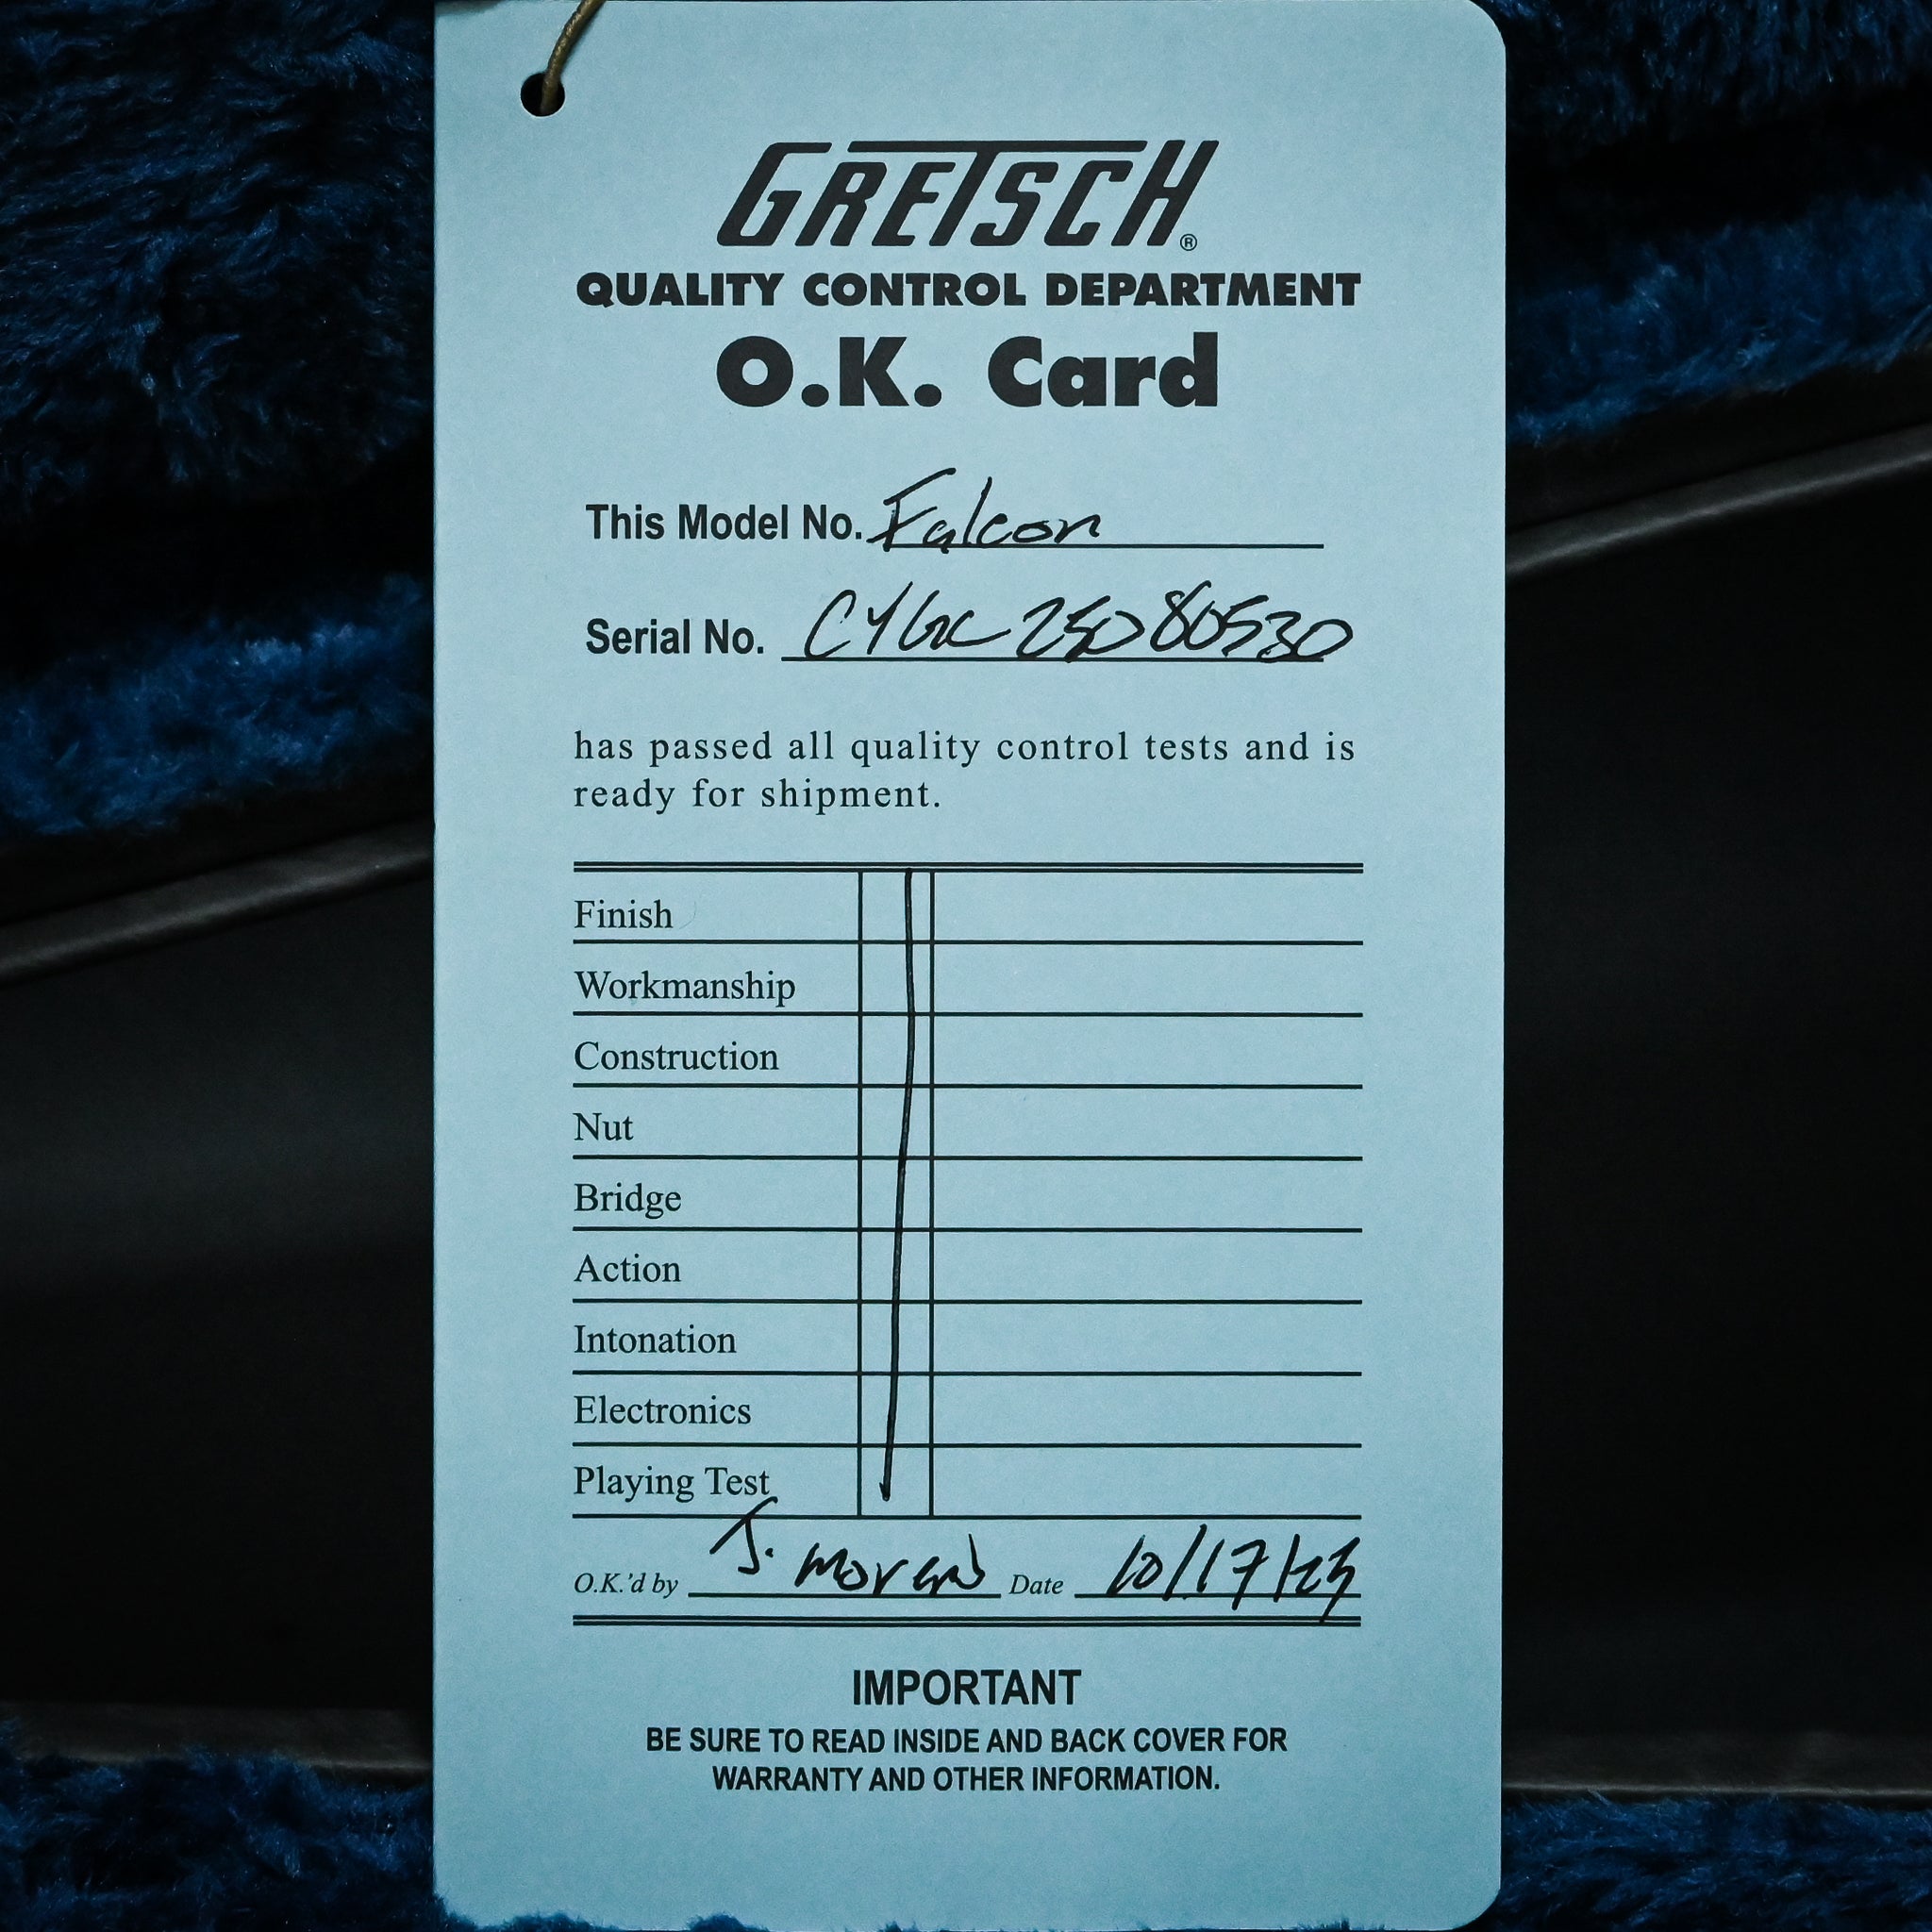 GRETSCH®
QUALITY CONTROL DEPARTMENT
O.K. Card
This Model No. Falcon
Serial No. CYGC25080530
has passed all quality control tests and is
ready for shipment.
Finish
Workmanship
Construction
Nut
Bridge
Action
Intonation
Electronics
Playing Test
O.K.'d by J. Date 10/17/
IMPORTANT
BE SURE TO READ INSIDE AND BACK COVER FOR
WARRANTY AND OTHER INFORMATION.